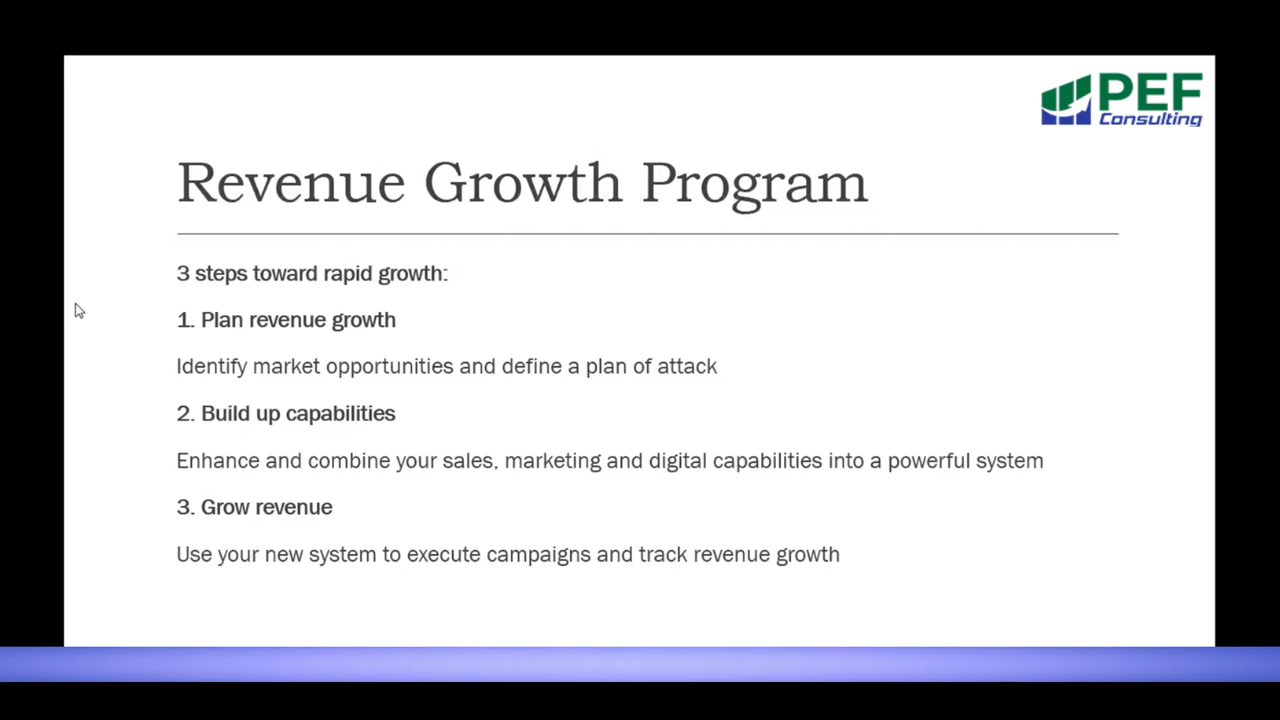 PEF
Consulting
Revenue Growth Program
3 steps toward rapid growth:
1. Plan revenue growth
Identify market opportunities and define a plan of attack
2. Build up capabilities
Enhance and combine your sales, marketing and digital capabilities into a powerful system
3. Grow revenue
Use your new system to execute campaigns and track revenue growth